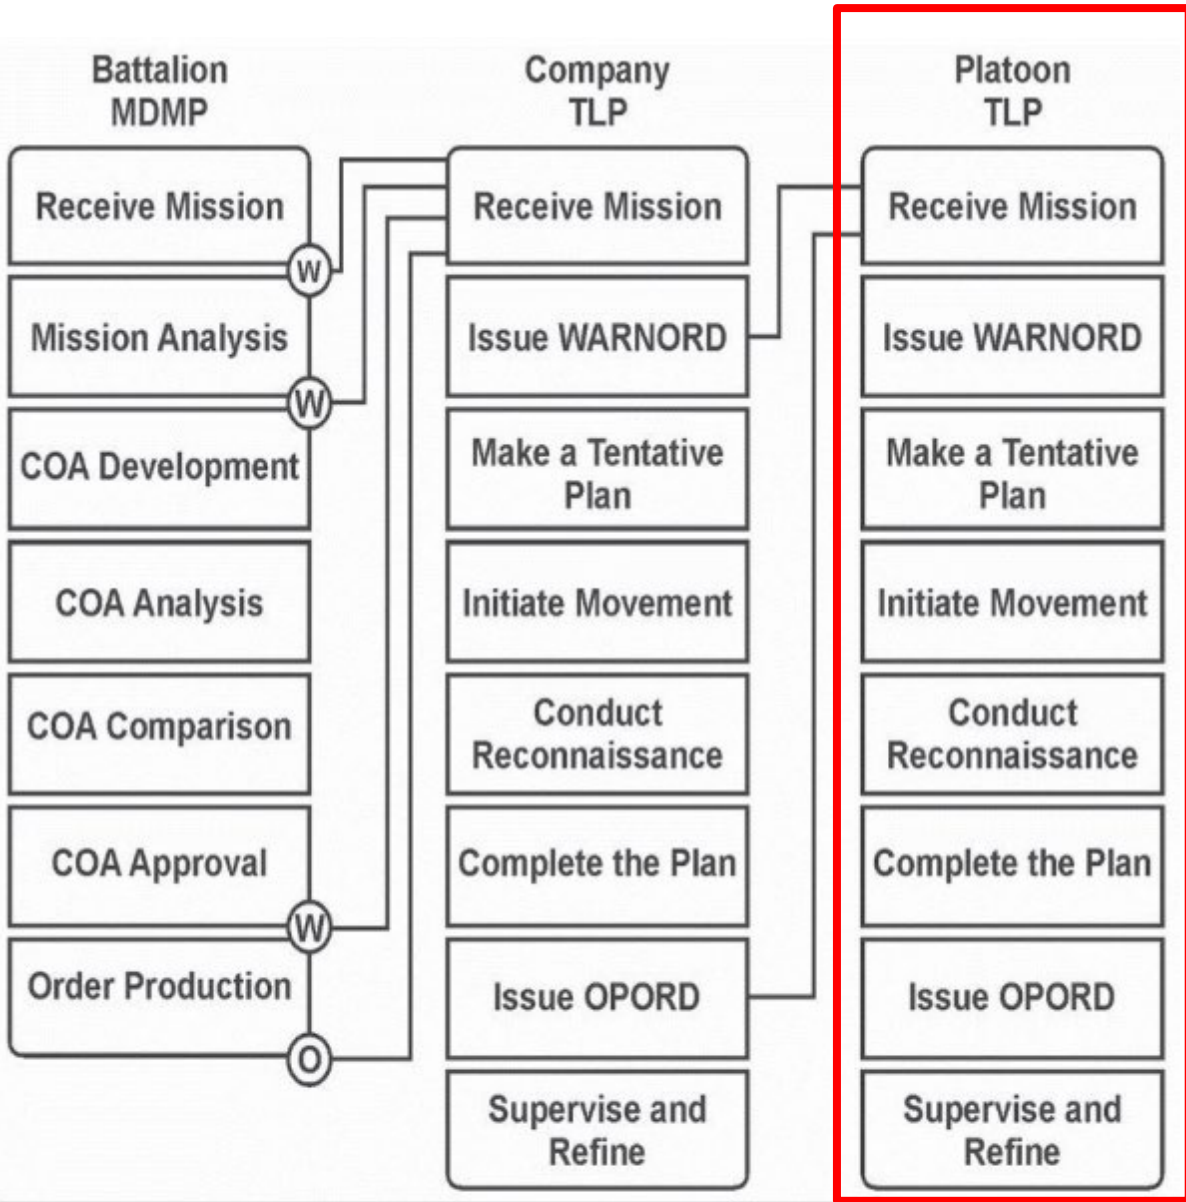 Battalion
MDMP
Receive Mission
W
Mission Analysis
W
COA Development
COA Analysis
COA Comparison
COA Approval
W
Order Production
O
Company
TLP
Receive Mission
Issue WARNORD
Make a Tentative
Plan
Initiate Movement
Conduct
Reconnaissance
Complete the Plan
Issue OPORD
Supervise and
Refine
Platoon
TLP
Receive Mission
Issue WARNORD
Make a Tentative
Plan
Initiate Movement
Conduct
Reconnaissance
Complete the Plan
Issue OPORD
Supervise and
Refine